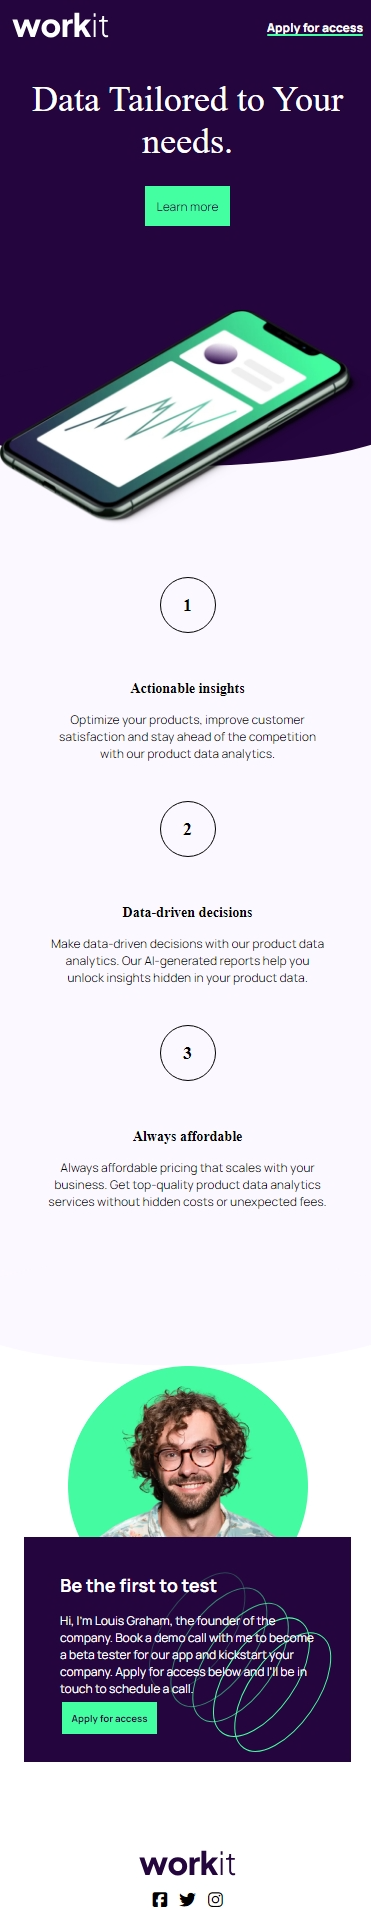 workit
Apply for access
Data Tailored to Your
needs.
Learn more
1
Actionable insights
Optimize your products, improve customer
satisfaction and stay ahead of the competition
with our product data analytics.
2
Data-driven decisions
Make data-driven decisions with our product data
analytics. Our AI-generated reports help you
unlock insights hidden in your product data.
3
Always affordable
Always affordable pricing that scales with your
business. Get top-quality product data analytics
services without hidden costs or unexpected fees.
Be the first to test
Hi, I'm Louis Graham, the founder of the
company. Book a demo call with me to become
a beta tester for our app and kickstart your
company. Apply for access below and I'll be in
touch to schedule a call.
Apply for access
workit